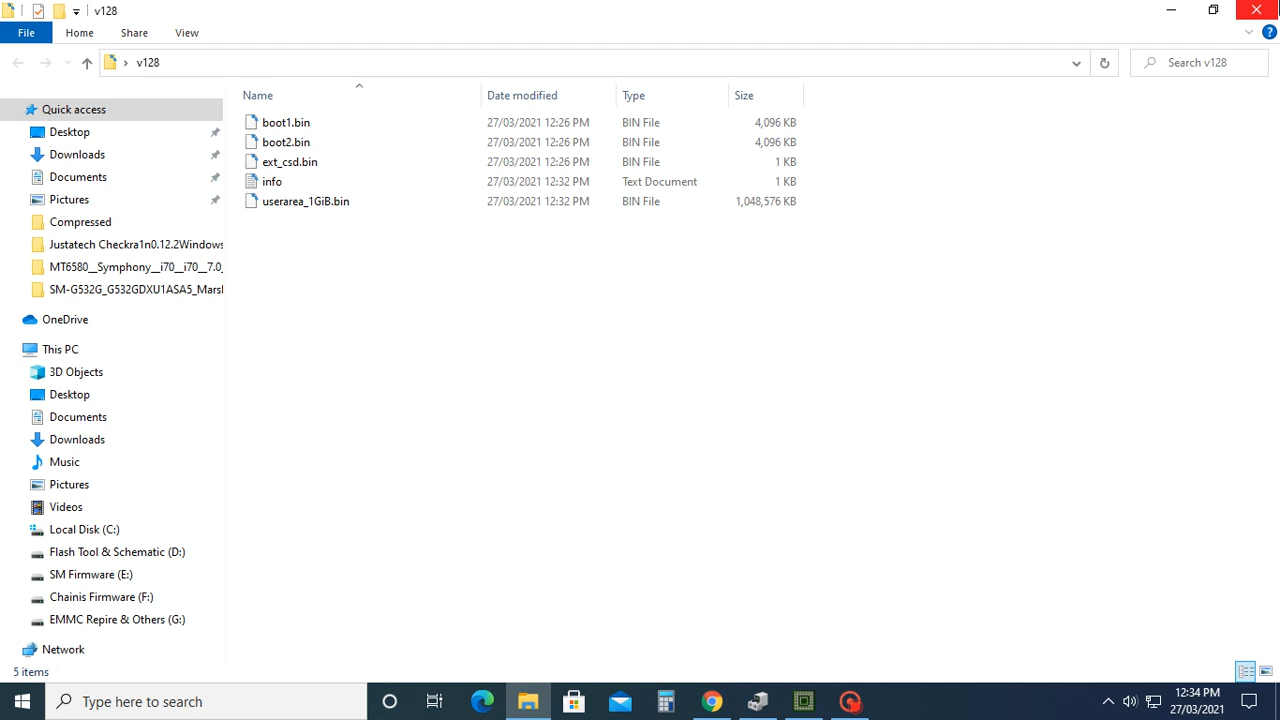 v128
File Home Share View
v128
Search v128
Name Date modified Type Size
Quick access
boot1.bin 27/03/2021 12:26 PM BIN File 4,096 KB
Desktop
boot2.bin 27/03/2021 12:26 PM BIN File 4,096 KB
Downloads
ext_csd.bin 27/03/2021 12:26 PM BIN File 1 KB
Documents
info 27/03/2021 12:32 PM Text Document 1 KB
Pictures
userarea_1GiB.bin 27/03/2021 12:32 PM BIN File 1,048,576 KB
Compressed
Justatech Checkra1n0.12.2Windows
MT6580__Symphony__i70__i70__7.0_
SM-G532G_G532GDXU1ASA5_Marsh
OneDrive
This PC
3D Objects
Desktop
Documents
Downloads
Music
Pictures
Videos
Local Disk (C:)
Flash Tool & Schematic (D:)
SM Firmware (E:)
Chainis Firmware (F:)
EMMC Repire & Others (G:)
Network
5 items
Type here to search
12:34 PM
27/03/2021